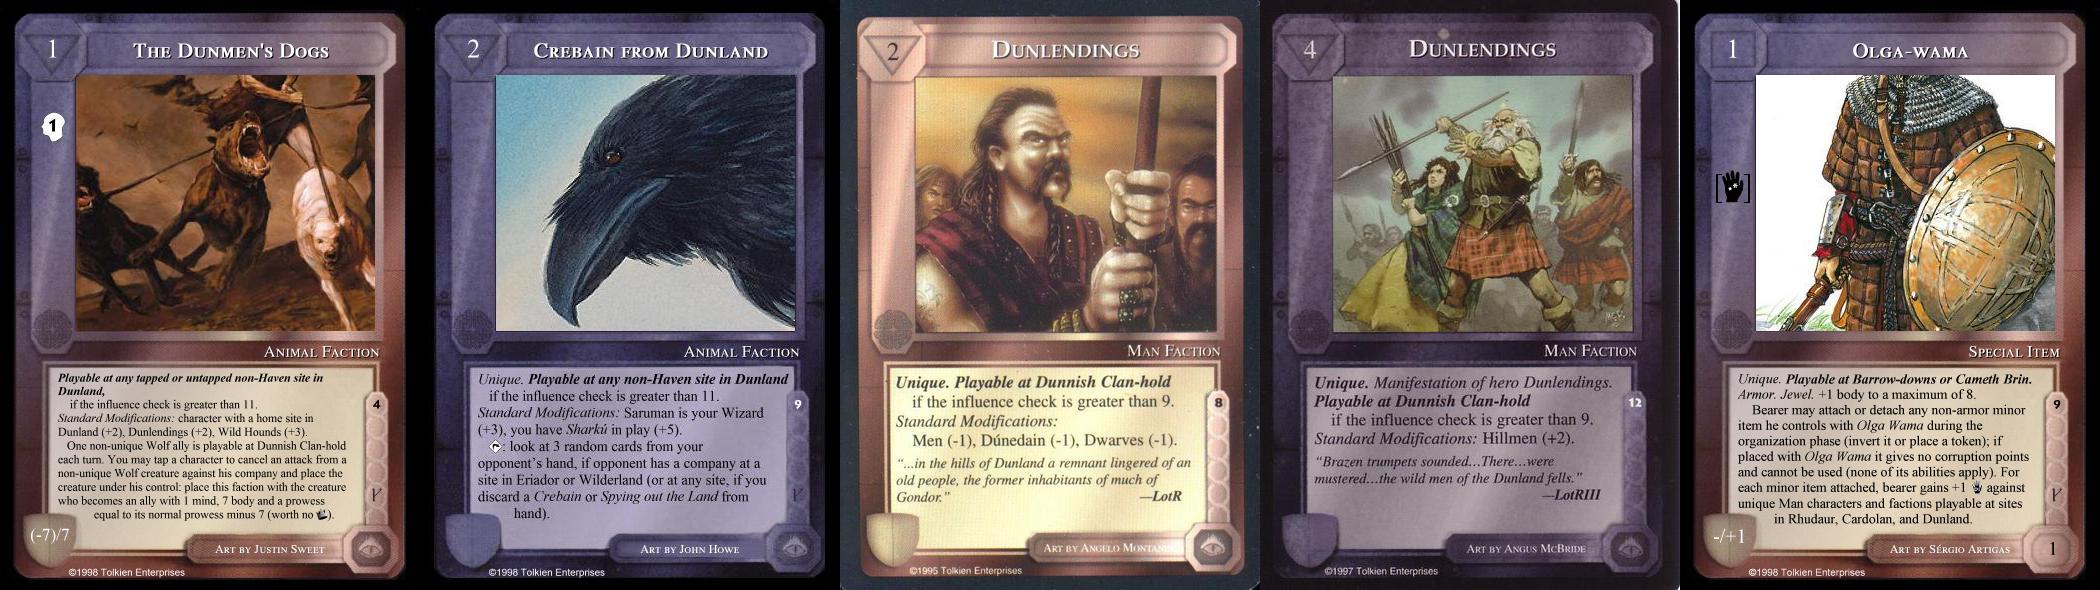 1
THE DUNMEN'S DOGS
1
ANIMAL FACTION
Playable at any tapped or untapped non-Haven site in
Dunland,
if the influence check is greater than 11.
Standard Modifications: character with a home site in
Dunland (+2), Dunlendings (+2), Wild Hounds (+3).
One non-unique Wolf ally is playable at Dunnish Clan-hold
each turn. You may tap a character to cancel an attack from a
non-unique Wolf creature against his company and place the
creature under his control: place this faction with the creature
who becomes an ally with 1 mind, 7 body and a prowess
equal to its normal prowess minus 7 (worth no ).
4
(-7)/7
ART BY JUSTIN SWEET
©1998 Tolkien Enterprises
2
CREBAIN FROM DUNLAND
ANIMAL FACTION
Unique. Playable at any non-Haven site in Dunland
if the influence check is greater than 11.
Standard Modifications: Saruman is your Wizard
(+3), you have Sharkû in play (+5).
: look at 3 random cards from your
opponent's hand, if opponent has a company at a
site in Eriador or Wilderland (or at any site, if you
discard a Crebain or Spying out the Land from
hand).
9
ART BY JOHN HOWE
©1998 Tolkien Enterprises
2
DUNLENDINGS
MAN FACTION
Unique. Playable at Dunnish Clan-hold
if the influence check is greater than 9.
Standard Modifications:
Men (-1), Dúnedain (-1), Dwarves (-1).
"...in the hills of Dunland a remnant lingered of an
old people, the former inhabitants of much of
Gondor." —LotR
8
ART BY ANGELO
©1995 Tolkien Enterprises
4
DUNLENDINGS
MAN FACTION
Unique. Manifestation of hero Dunlendings.
Playable at Dunnish Clan-hold
if the influence check is greater than 9.
Standard Modifications: Hillmen (+2).
"Brazen trumpets sounded...There...were
mustered...the wild men of the Dunland fells."
—LotRIII
12
ART BY ANGUS MCBRIDE
©1997 Tolkien Enterprises
1
OLGA-WAMA
SPECIAL ITEM
Unique. Playable at Barrow-downs or Cameth Brin.
Armor. Jewel. +1 body to a maximum of 8.
Bearer may attach or detach any non-armor minor
item he controls with Olga Wama during the
organization phase (invert it or place a token); if
placed with Olga Wama it gives no corruption points
and cannot be used (none of its abilities apply). For
each minor item attached, bearer gains +1 against
unique Man characters and factions playable at sites
in Rhudaur, Cardolan, and Dunland.
9
-/+1
ART BY SÉRGIO ARTIGAS
1
©1998 Tolkien Enterprises